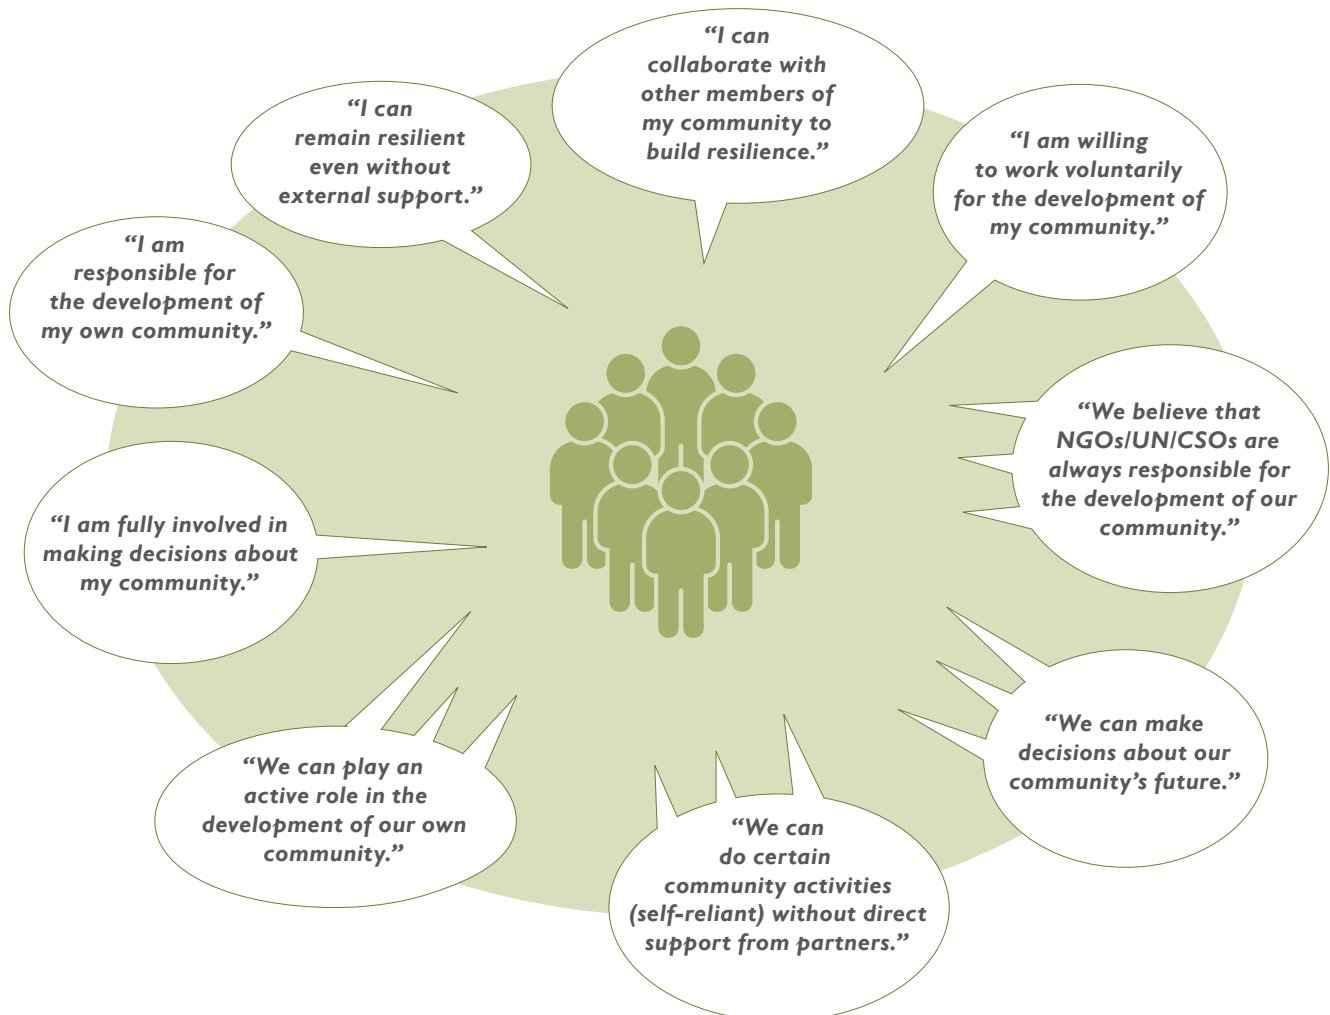 “I can
collaborate with
other members of
my community to
build resilience.”
“I can
remain resilient
even without
external support.”
“I am willing
to work voluntarily
for the development of
my community.”
“I am
responsible for
the development of
my own community.”
“We believe that
NGOs/UN/CSOs are
always responsible for
the development of our
community.”
“I am fully involved in
making decisions about
my community.”
“We can make
decisions about our
community’s future.”
“We can play an
active role in the
development of our own
community.”
“We can
do certain
community activities
(self-reliant) without direct
support from partners.”